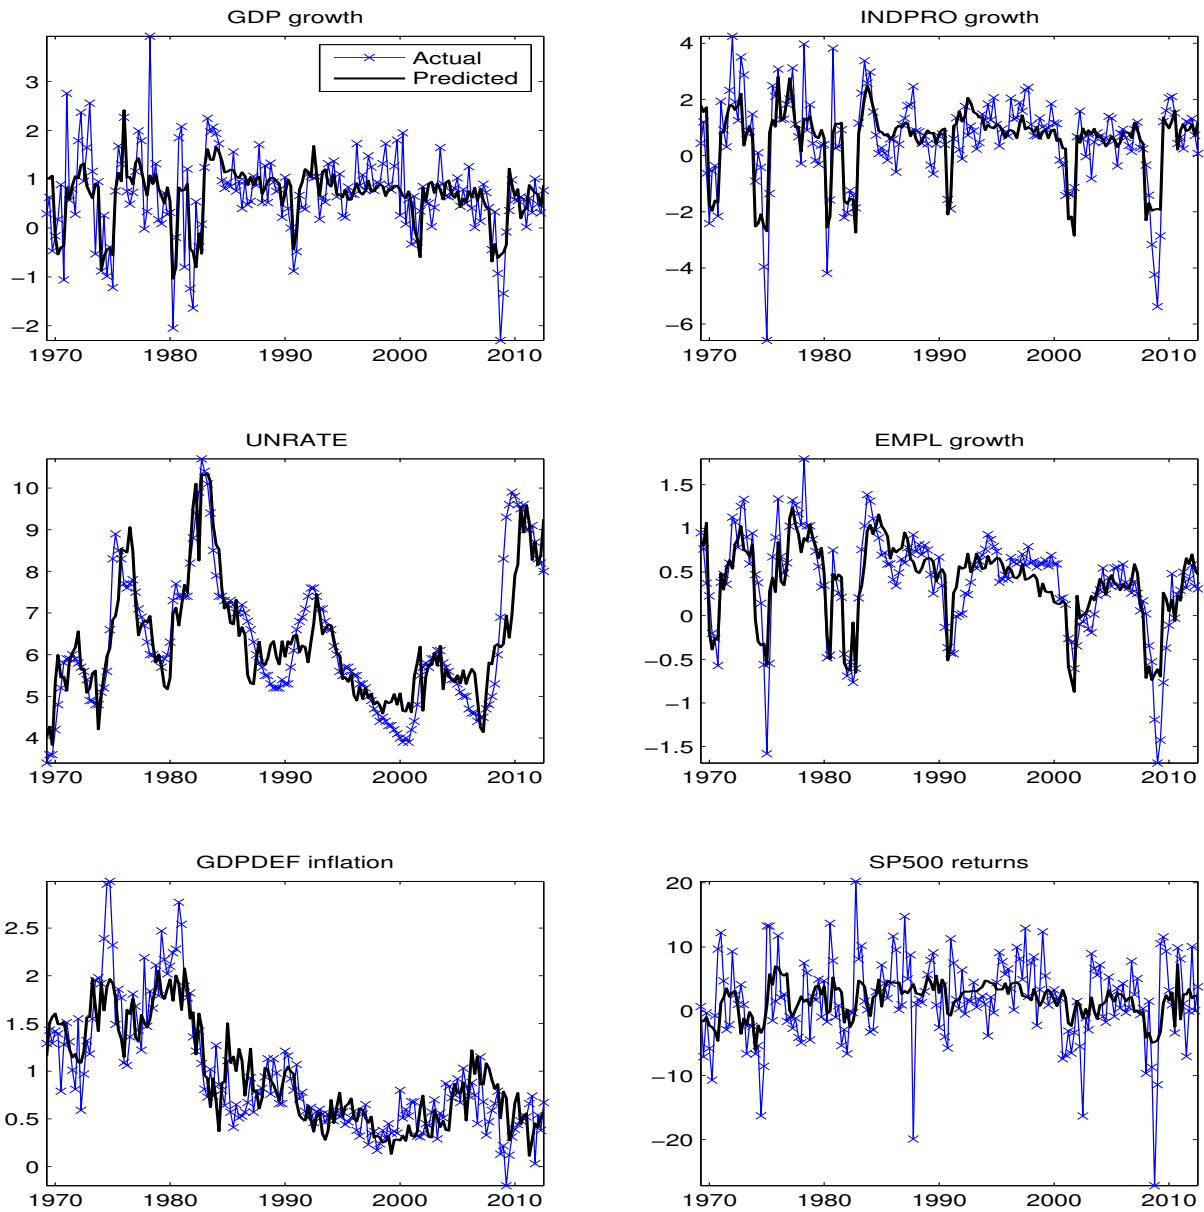 GDP growth
Actual
Predicted
3
2
1
0
−1
−2
1970 1980 1990 2000 2010
INDPRO growth
4
2
0
−2
−4
−6
1970 1980 1990 2000 2010
UNRATE
10
9
8
7
6
5
4
1970 1980 1990 2000 2010
EMPL growth
1.5
1
0.5
0
−0.5
−1
−1.5
1970 1980 1990 2000 2010
GDPDEF inflation
2.5
2
1.5
1
0.5
0
1970 1980 1990 2000 2010
SP500 returns
20
10
0
−10
−20
1970 1980 1990 2000 2010